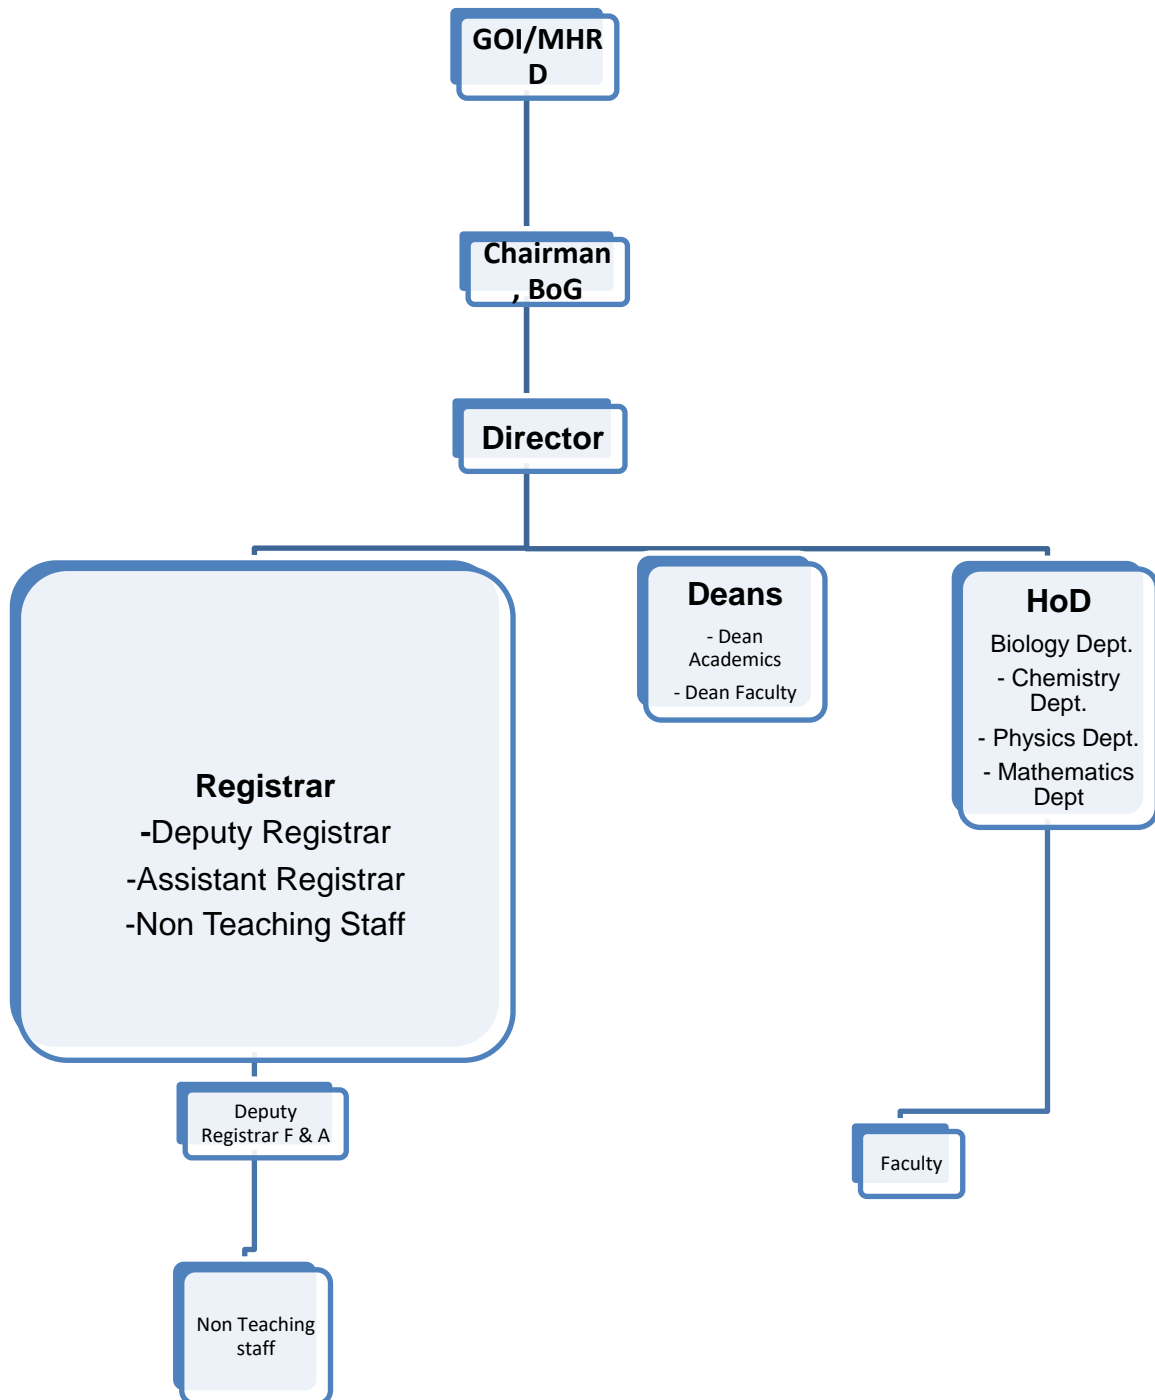 GOI/MHR
D
Chairman
, BoG
Director
Registrar
-Deputy Registrar
-Assistant Registrar
-Non Teaching Staff
Deans
- Dean
Academics
- Dean Faculty
HoD
Biology Dept.
- Chemistry
Dept.
- Physics Dept.
- Mathematics
Dept
Deputy
Registrar F & A
Faculty
Non Teaching
staff